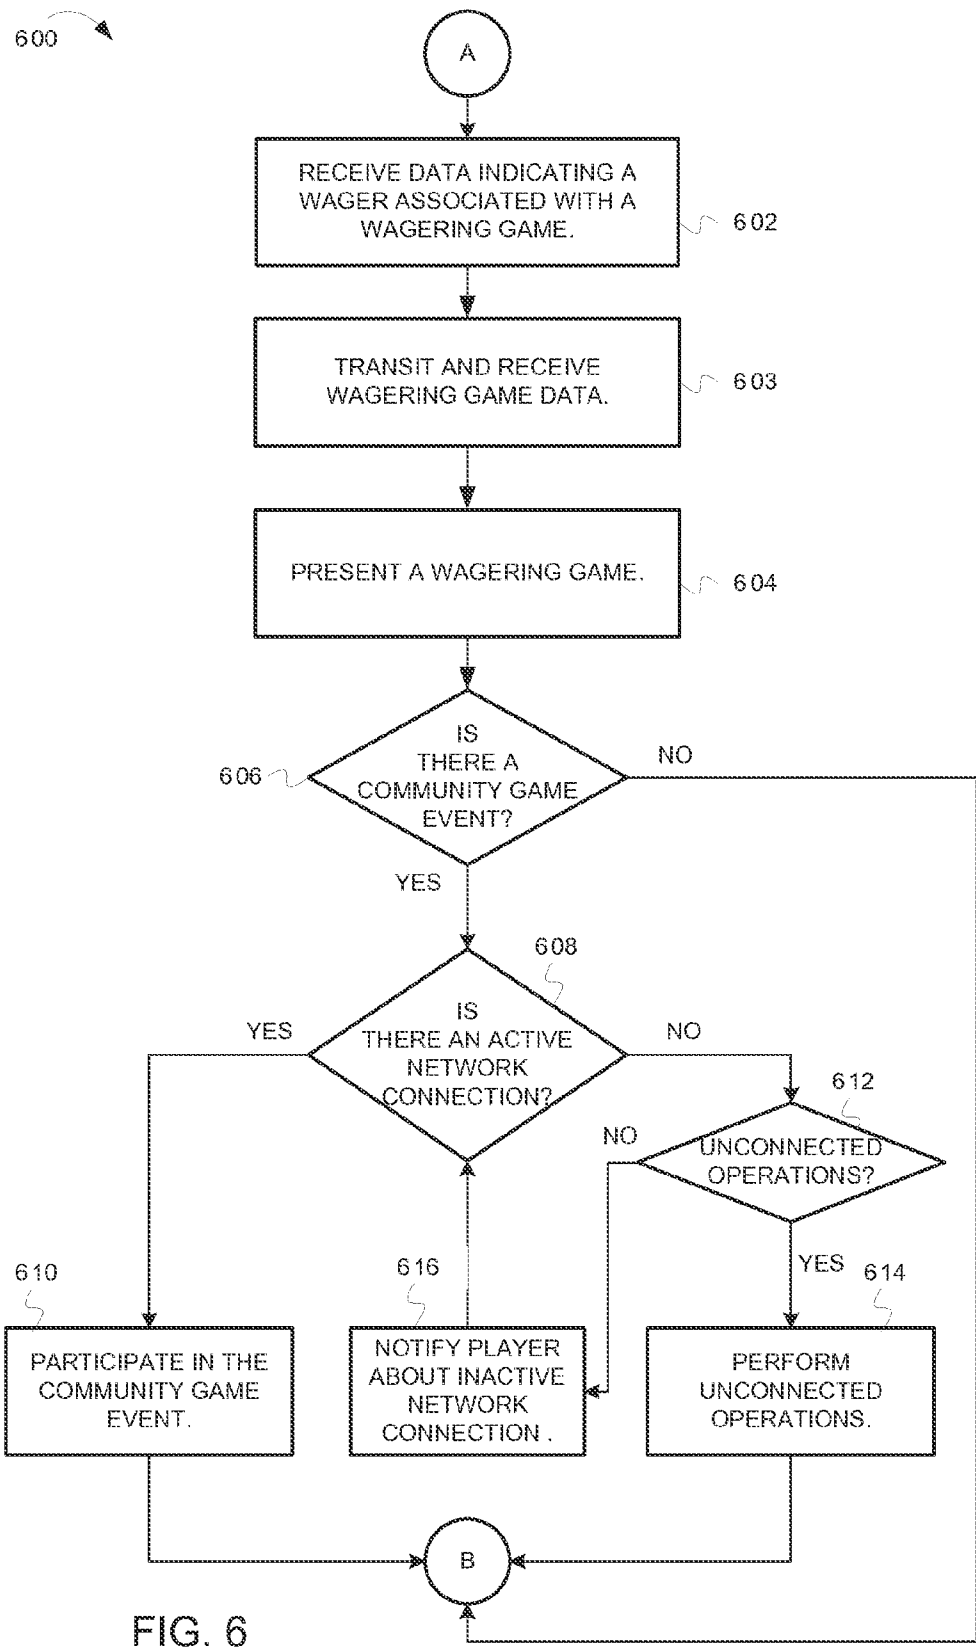 600
A
RECEIVE DATA INDICATING A
WAGER ASSOCIATED WITH A
WAGERING GAME.
602
TRANSIT AND RECEIVE
WAGERING GAME DATA.
603
PRESENT A WAGERING GAME.
604
IS
THERE A
COMMUNITY GAME
EVENT?
606
NO
YES
608
IS
THERE AN ACTIVE
NETWORK
CONNECTION?
YES
NO
612
UNCONNECTED
OPERATIONS?
NO
YES
610
PARTICIPATE IN THE
COMMUNITY GAME
EVENT.
616
NOTIFY PLAYER
ABOUT INACTIVE
NETWORK
CONNECTION .
614
PERFORM
UNCONNECTED
OPERATIONS.
B
FIG. 6